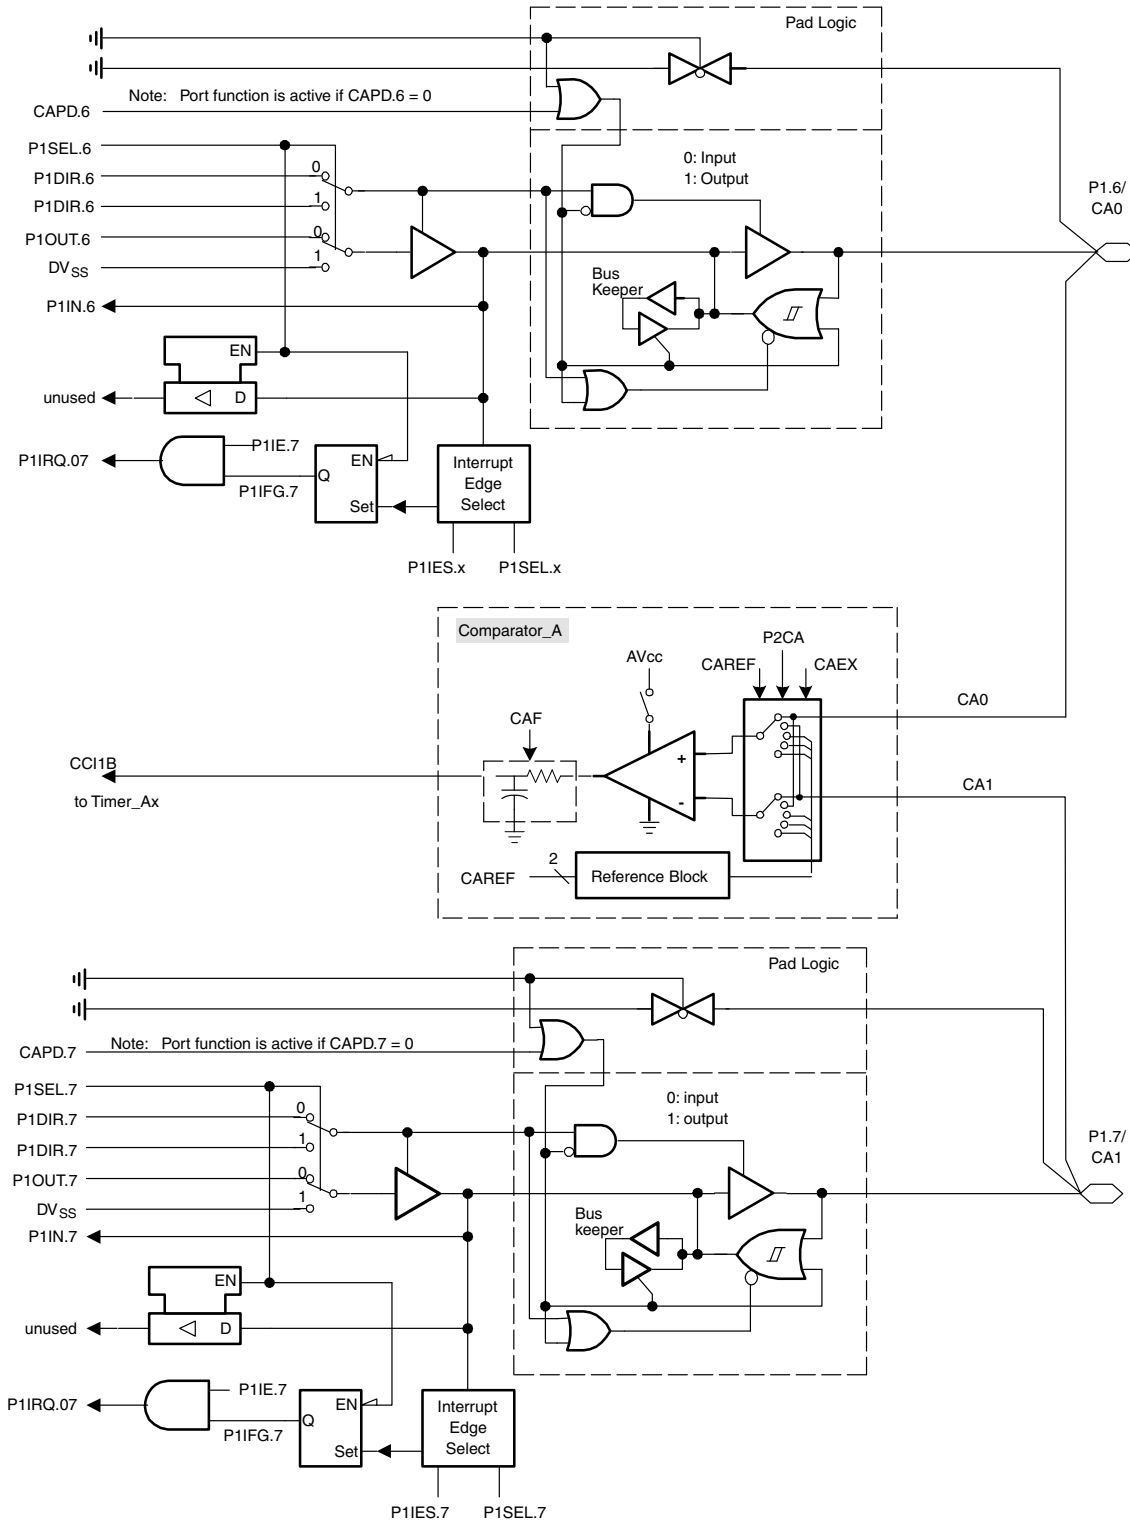 Pad Logic
Note: Port function is active if CAPD.6 = 0
CAPD.6
P1SEL.6
0: Input
1: Output
P1DIR.6
0
P1DIR.6
1
P1.6/
CA0
P1OUT.6
0
DVSS
1
Bus
Keeper
P1IN.6
EN
unused
D
P1IE.7
P1IRQ.07
P1IFG.7
EN
Q
Set
Interrupt
Edge
Select
P1IES.x
P1SEL.x
Comparator_A
P2CA
AVcc
CAREF
CAEX
CA0
CAF
+
CCI1B
to Timer_Ax
CA1
-
2
CAREF
Reference Block
Pad Logic
Note: Port function is active if CAPD.7 = 0
CAPD.7
P1SEL.7
0: input
1: output
P1DIR.7
0
P1DIR.7
1
P1.7/
CA1
P1OUT.7
0
DVSS
1
Bus
keeper
P1IN.7
EN
unused
D
P1IE.7
P1IRQ.07
P1IFG.7
EN
Q
Set
Interrupt
Edge
Select
P1IES.7
P1SEL.7